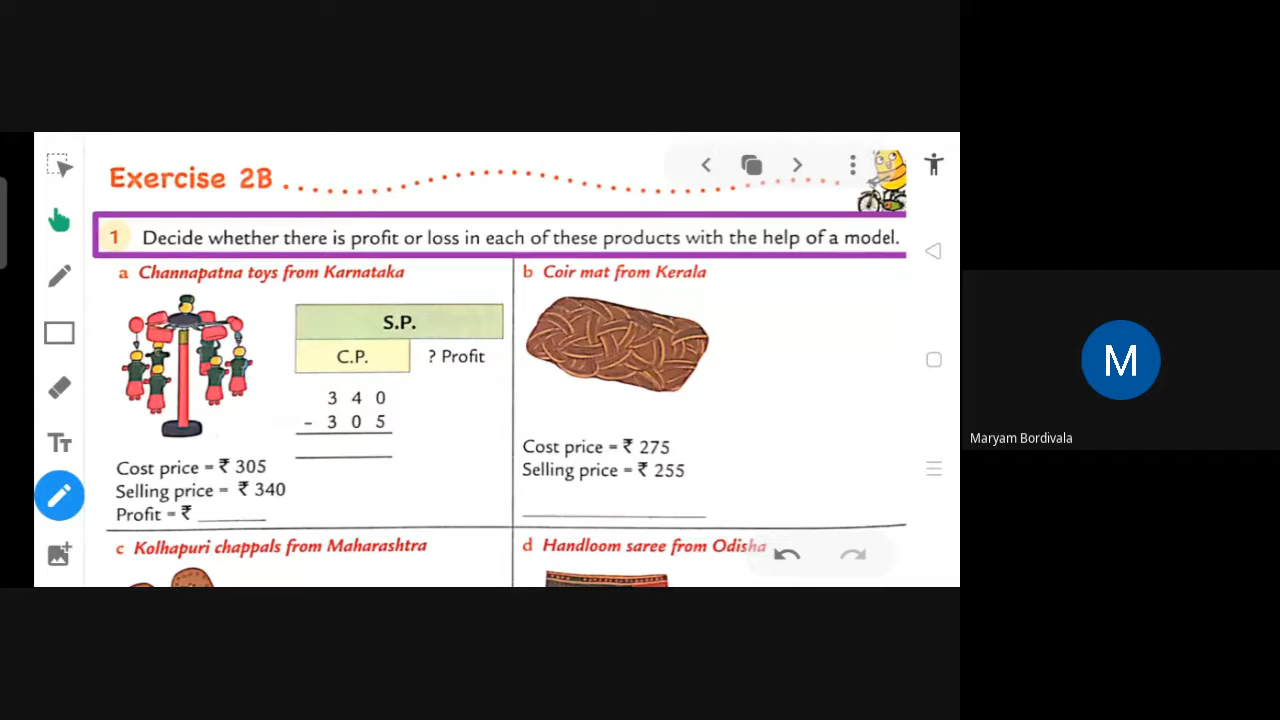 Exercise 2B
1 Decide whether there is profit or loss in each of these products with the help of a model.
a Channapatna toys from Karnataka
S.P.
C.P. ? Profit
3 4 0
- 3 0 5
Cost price = ₹ 305
Selling price = ₹ 340
Profit = ₹ ______
b Coir mat from Kerala
Cost price = ₹ 275
Selling price = ₹ 255
c Kolhapuri chappals from Maharashtra
d Handloom saree from Odisha
Tт
M
Maryam Bordivala